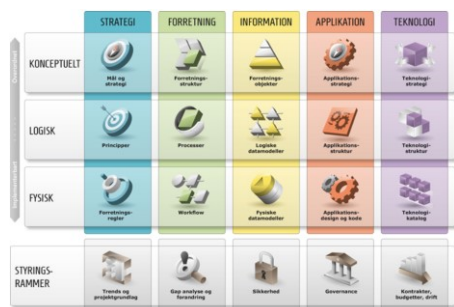 STRATEGI FORRETNING INFORMATION APPLIKATION TEKNOLOGI
KONCEPTUELT
Mål og
strategi
Forretnings-
struktur
Forretnings-
objekter
Applikations-
strategi
Teknologi-
strategi
LOGISK
Principper
Processer
Logiske
datamodeller
Applikations-
struktur
Teknologi-
struktur
FYSISK
Forretnings-
regler
Workflow
Fysiske
datamodeller
Applikations-
design og kode
Teknologi-
katalog
STYRINGS-
RAMMER
Trends og
projektgrundlag
Gap analyse og
forandring
Sikkerhed
Governance
Kontrakter,
budgetter, drift